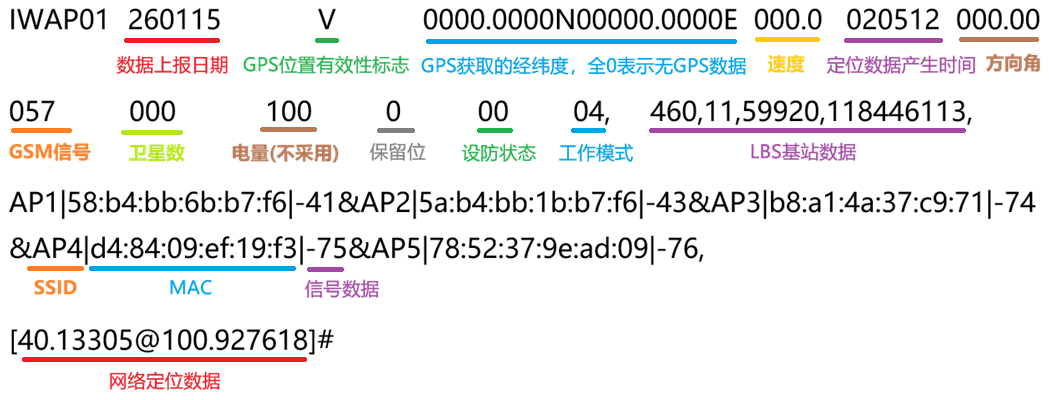 IWAP01 260115 V 0000.0000N00000.0000E 000.0 020512 000.00
数据上报日期 GPS位置有效性标志 GPS获取的经纬度，全0表示无GPS数据 速度 定位数据产生时间 方向角
057 000 100 0 00 04, 460,11,59920,118446113,
GSM信号 卫星数 电量(不采用) 保留位 设防状态 工作模式 LBS基站数据
AP1|58:b4:bb:6b:b7:f6|-41&AP2|5a:b4:bb:1b:b7:f6|-43&AP3|b8:a1:4a:37:c9:71|-74
&AP4|d4:84:09:ef:19:f3|-75&AP5|78:52:37:9e:ad:09|-76,
SSID MAC 信号数据
[40.13305@100.927618]#
网络定位数据